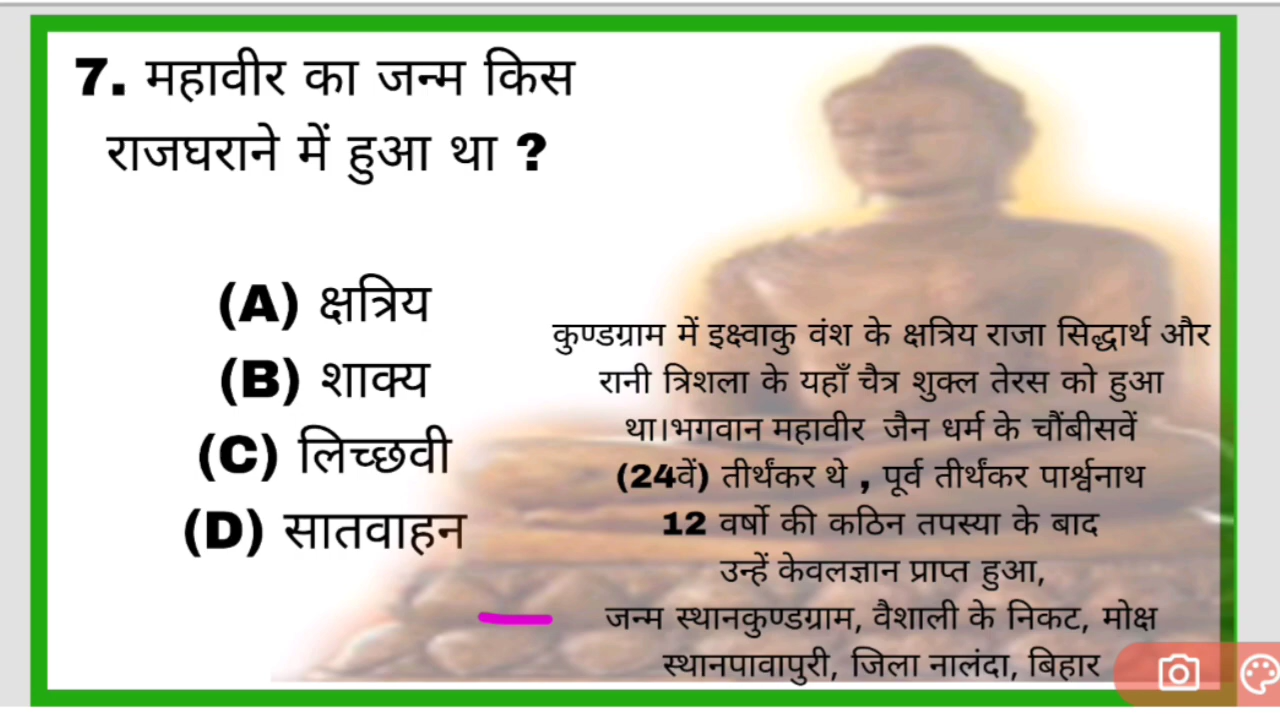 7. महावीर का जन्म किस
राजघराने में हुआ था ?
(A) क्षत्रिय
(B) शाक्य
(C) लिच्छवी
(D) सातवाहन
कुण्डग्राम में इक्ष्वाकु वंश के क्षत्रिय राजा सिद्धार्थ और
रानी त्रिशला के यहाँ चैत्र शुक्ल तेरस को हुआ
था।भगवान महावीर जैन धर्म के चौंबीसवें
(24वें) तीर्थंकर थे , पूर्व तीर्थंकर पार्श्वनाथ
12 वर्षो की कठिन तपस्या के बाद
उन्हें केवलज्ञान प्राप्त हुआ,
जन्म स्थानकुण्डग्राम, वैशाली के निकट, मोक्ष
स्थानपावापुरी, जिला नालंदा, बिहार